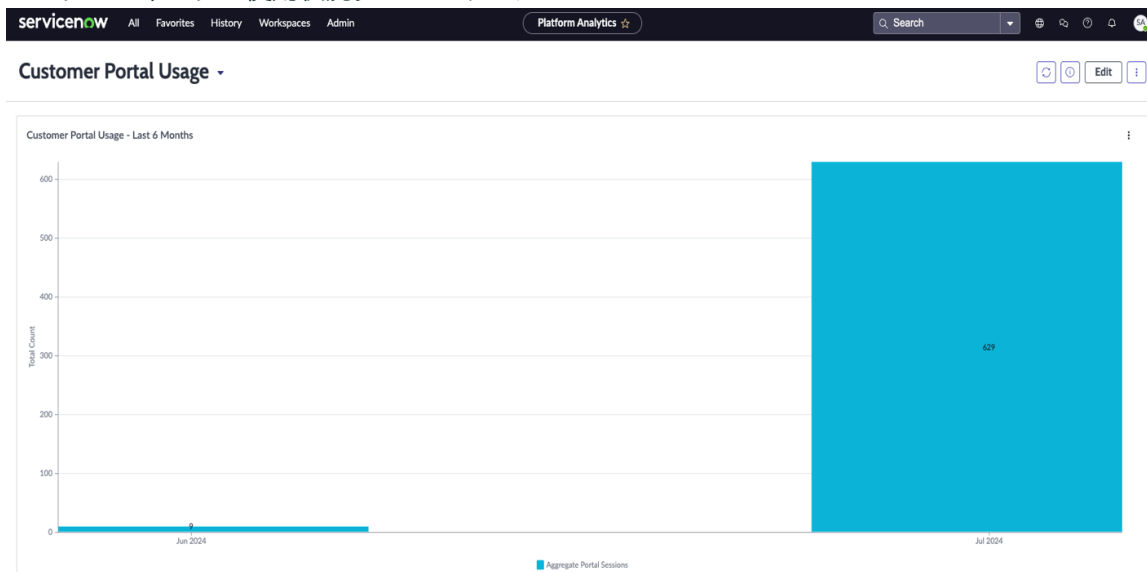 servicenow All Favorites History Workspaces Admin Platform Analytics Search SA
Customer Portal Usage Edit
Customer Portal Usage - Last 6 Months
600
500
400
300
200
100
0
Total Count
629
9
Jun 2024 Jul 2024
Aggregate Portal Sessions